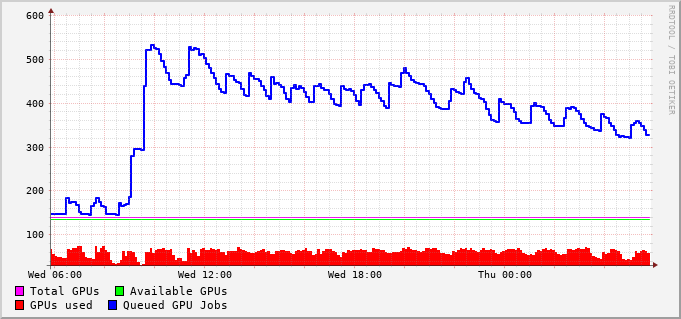 600
500
400
300
200
100
Wed 06:00 Wed 12:00 Wed 18:00 Thu 00:00
Total GPUs Available GPUs
GPUs used Queued GPU Jobs
RRDTOOL / TOBI OETIKER